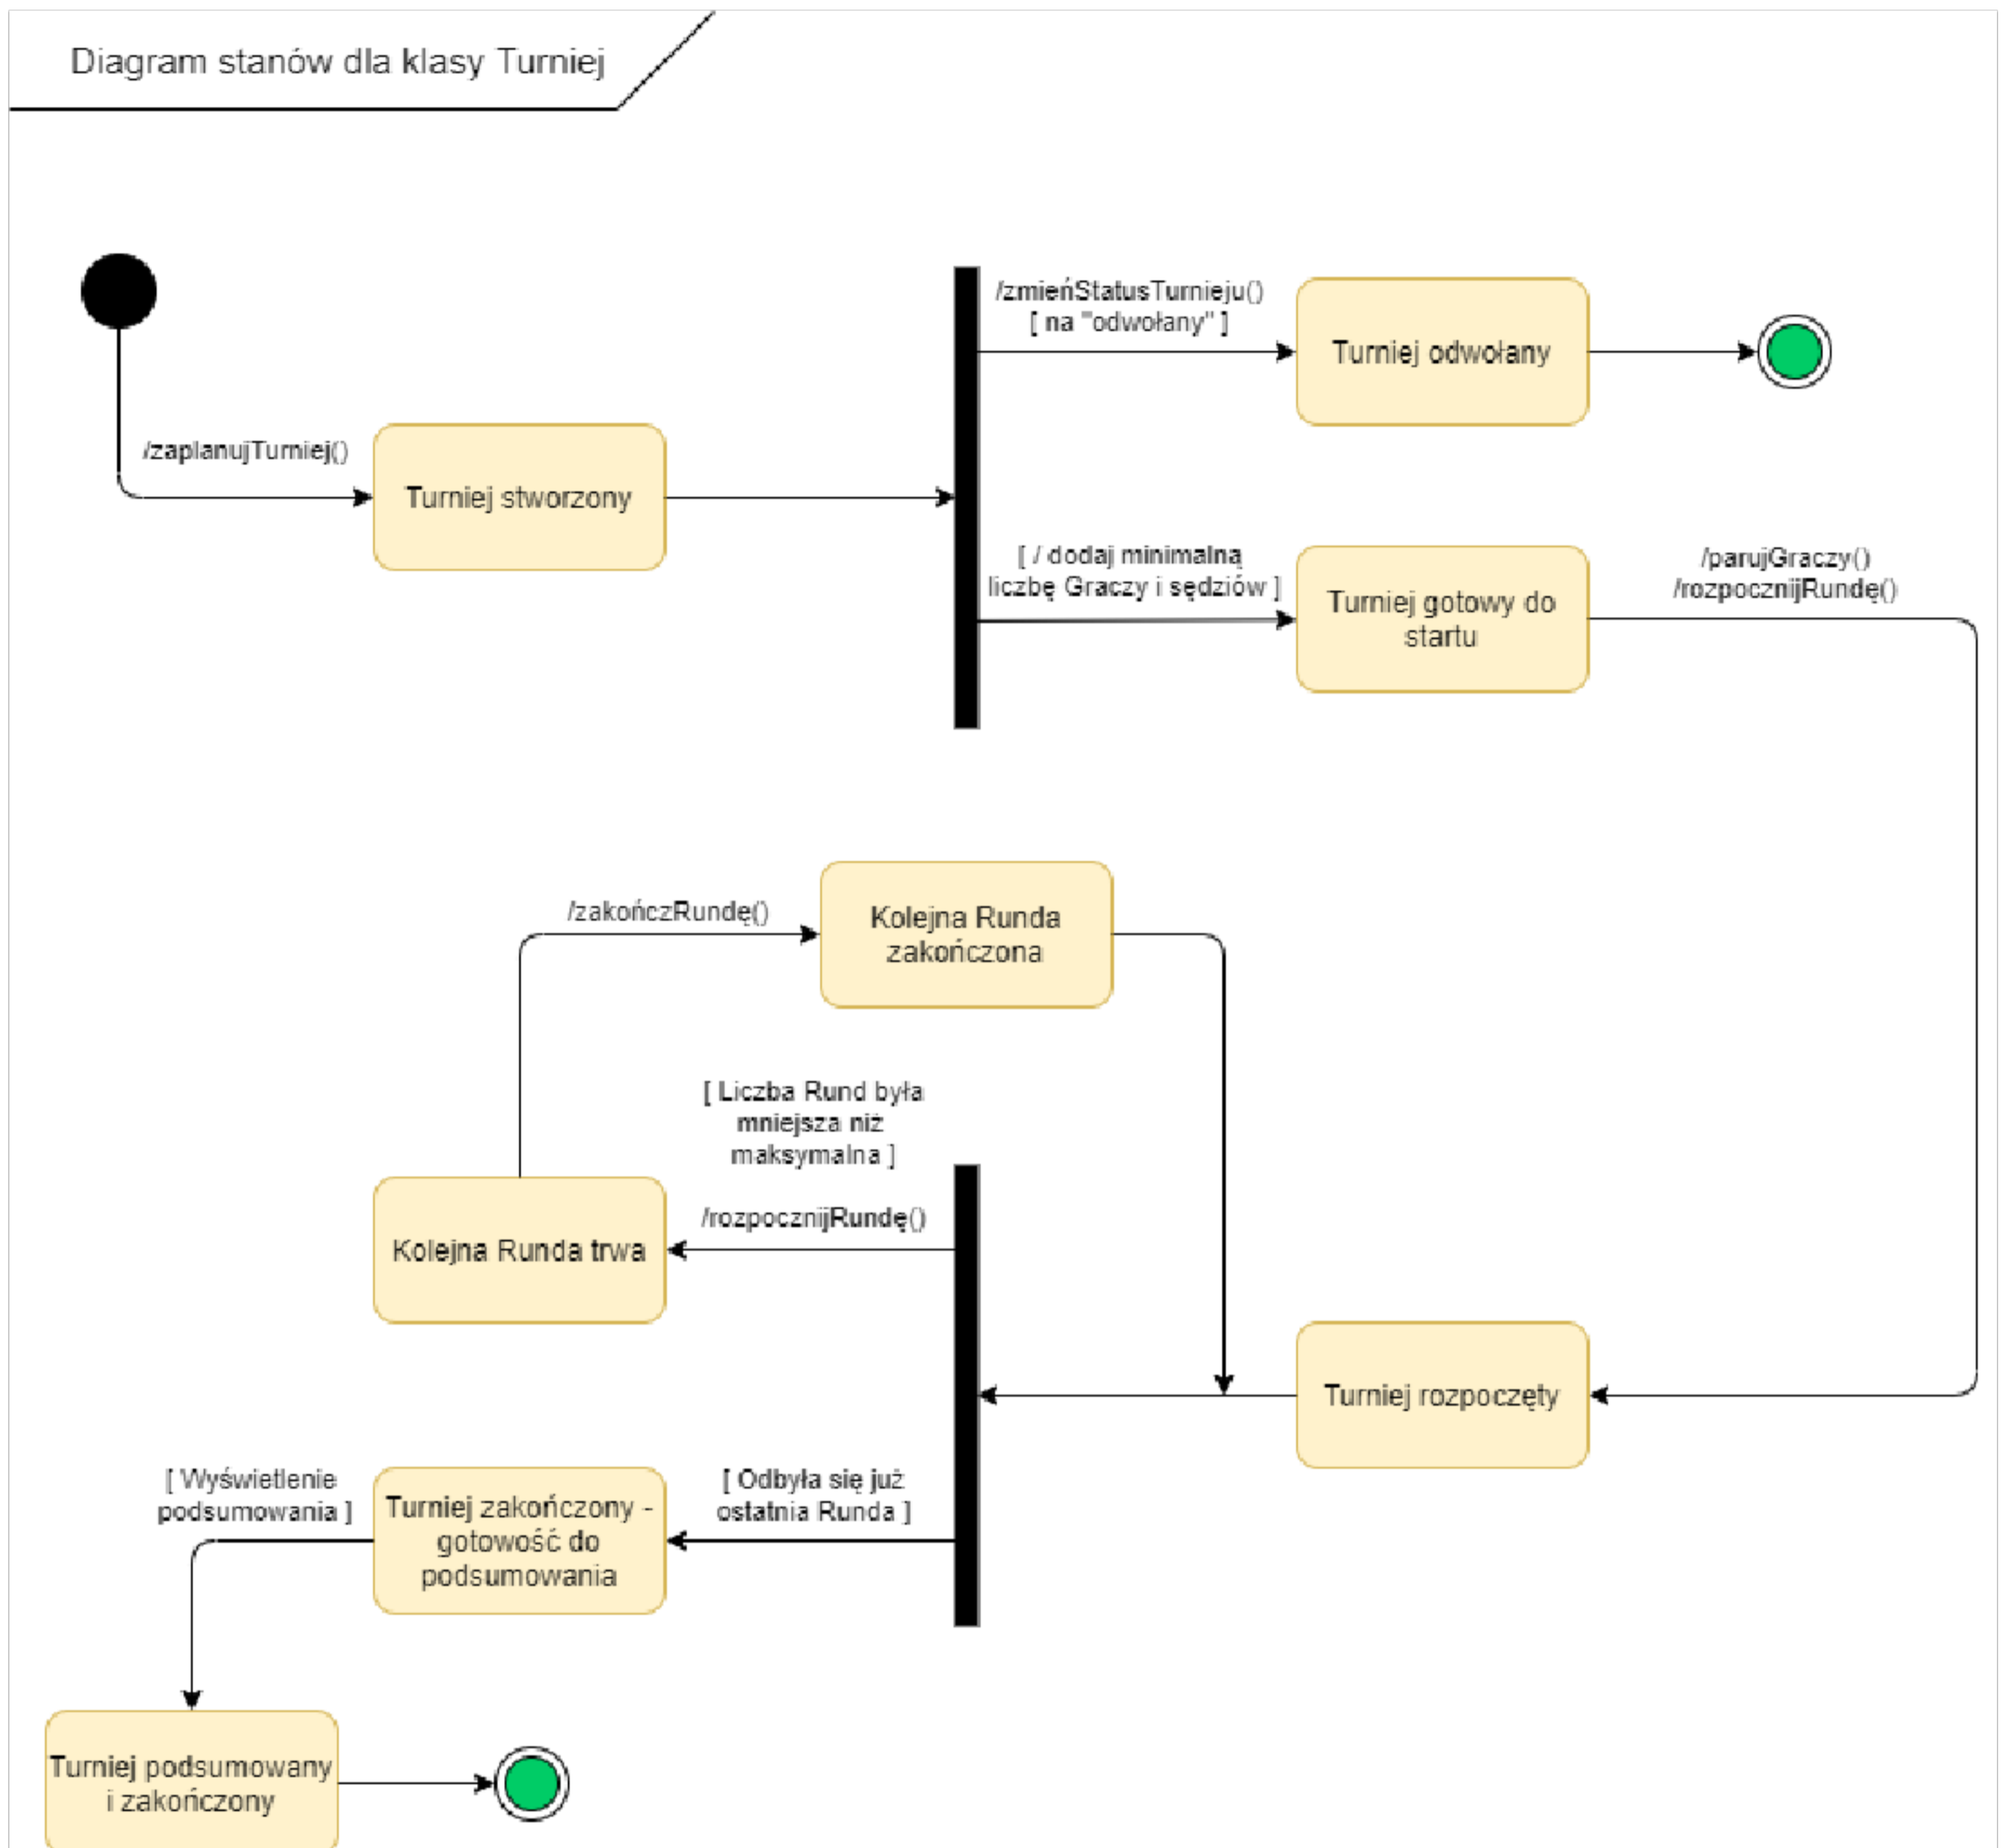 Diagram stanów dla klasy Turniej
/zmieńStatusTurnieju()
[ na "odwołany" ]
Turniej odwołany
/zaplanujTurniej()
Turniej stworzony
[ / dodaj minimalną
liczbę Graczy i sędziów ]
Turniej gotowy do
startu
/parujGraczy()
/rozpocznijRundę()
/zakończRundę()
Kolejna Runda
zakończona
[ Liczba Rund była
mniejsza niż
maksymalna ]
/rozpocznijRundę()
Kolejna Runda trwa
Turniej rozpoczęty
[ Wyświetlenie
podsumowania ]
Turniej zakończony -
gotowość do
podsumowania
[ Odbyła się już
ostatnia Runda ]
Turniej podsumowany
i zakończony